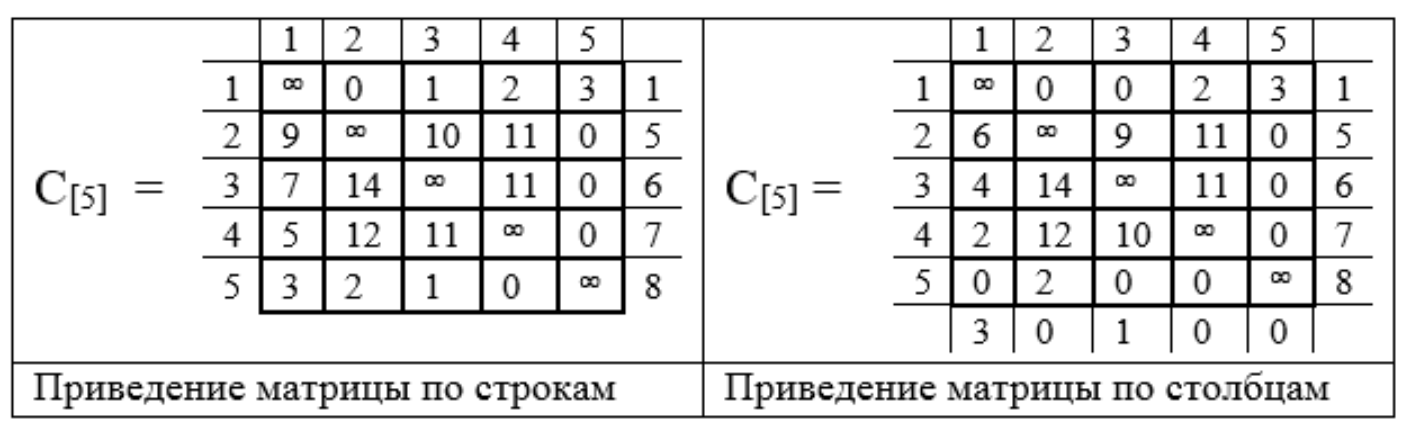 1 2 3 4 5
1 ∞ 0 1 2 3 1
2 9 ∞ 10 11 0 5
C[5] = 3 7 14 ∞ 11 0 6
4 5 12 11 ∞ 0 7
5 3 2 1 0 ∞ 8
Приведение матрицы по строкам
1 2 3 4 5
1 ∞ 0 0 2 3 1
2 6 ∞ 9 11 0 5
C[5] = 3 4 14 ∞ 11 0 6
4 2 12 10 ∞ 0 7
5 0 2 0 0 ∞ 8
3 0 1 0 0
Приведение матрицы по столбцам